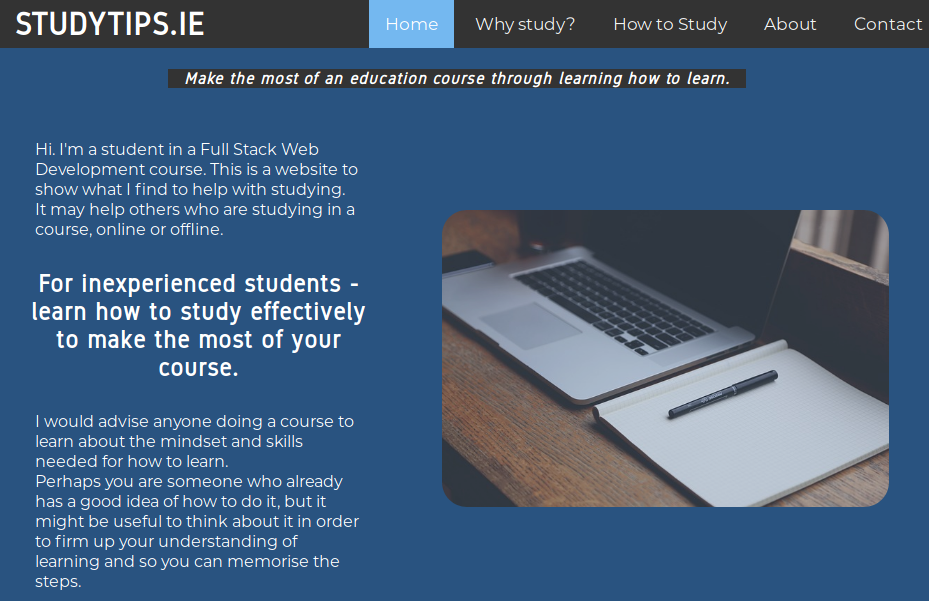 STUDYTIPS.IE
Home Why study? How to Study About Contact
Make the most of an education course through learning how to learn.
Hi. I'm a student in a Full Stack Web
Development course. This is a website to
show what I find to help with studying.
It may help others who are studying in a
course, online or offline.
For inexperienced students -
learn how to study effectively
to make the most of your
course.
I would advise anyone doing a course to
learn about the mindset and skills
needed for how to learn.
Perhaps you are someone who already
has a good idea of how to do it, but it
might be useful to think about it in order
to firm up your understanding of
learning and so you can memorise the
steps.